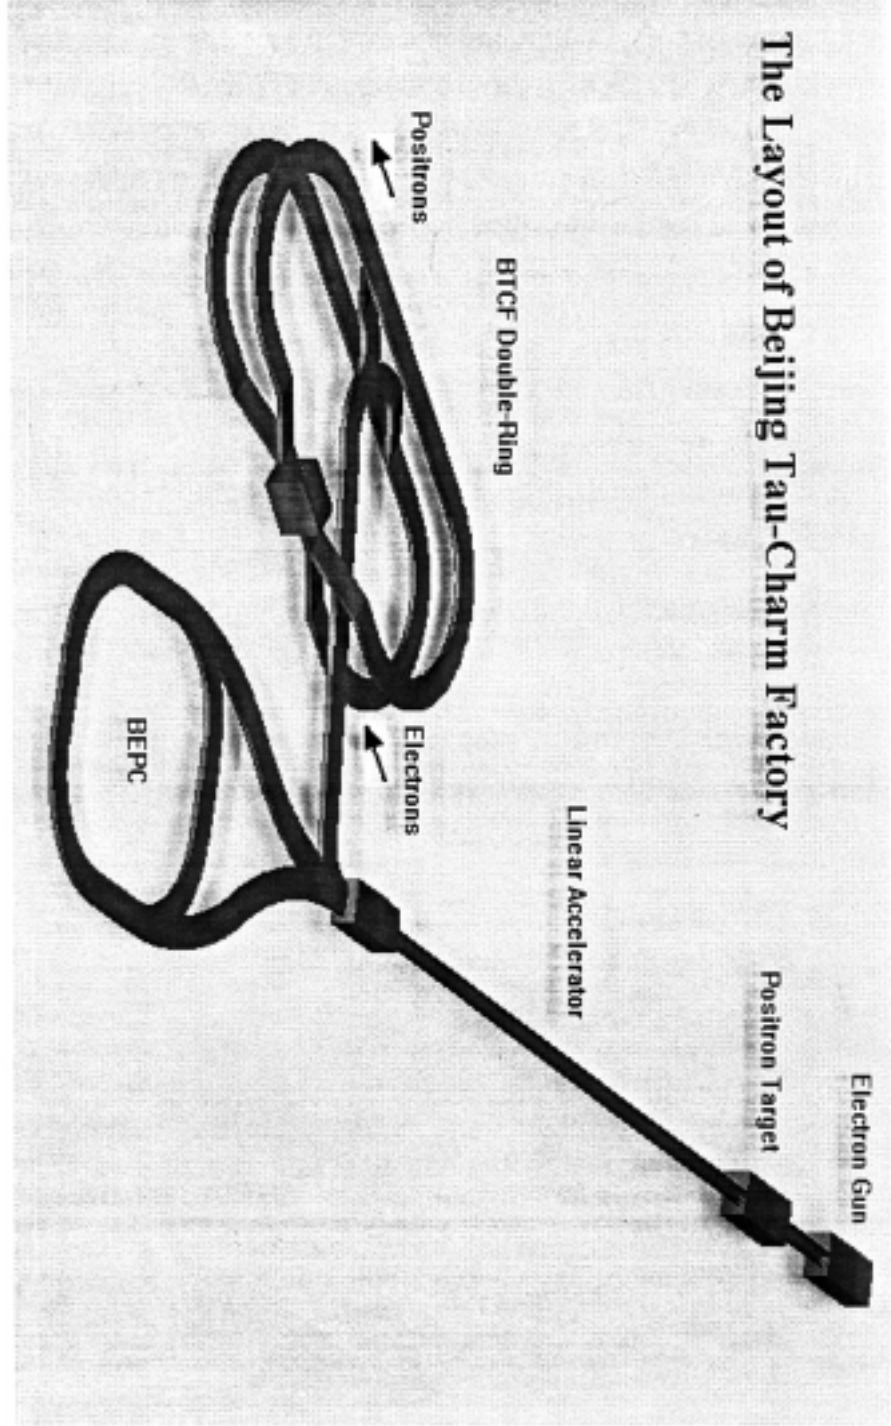 The Layout of Beijing Tau-Charm Factory
Electron Gun
Positron Target
Linear Accelerator
BTCF Double-Ring
Positrons
Electrons
BEPC